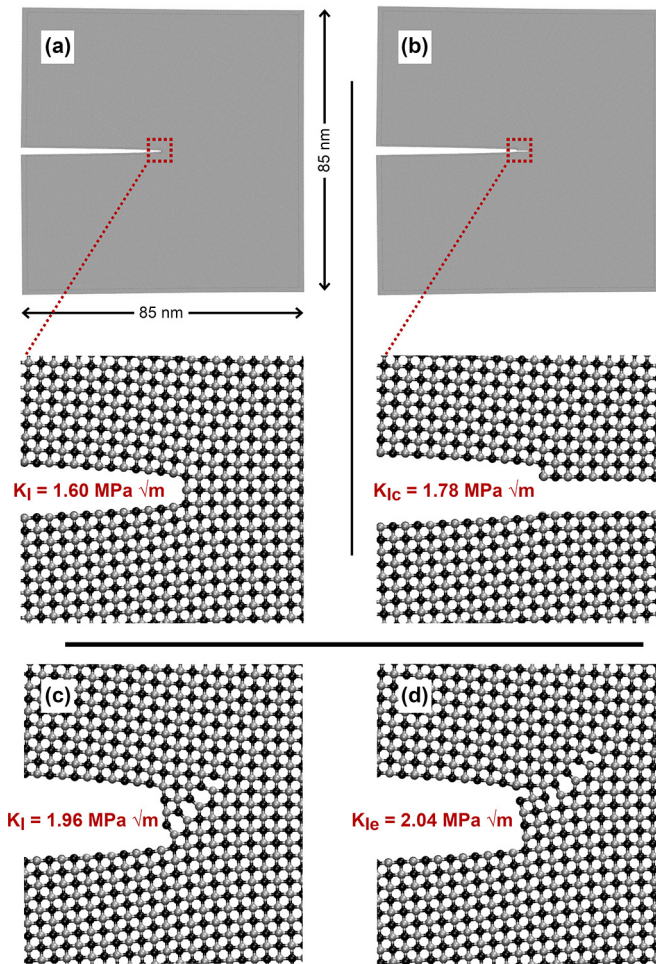 (a)
(b)
85 nm
85 nm
K_I = 1.60 MPa √m
K_Ic = 1.78 MPa √m
(c)
(d)
K_I = 1.96 MPa √m
K_Ie = 2.04 MPa √m